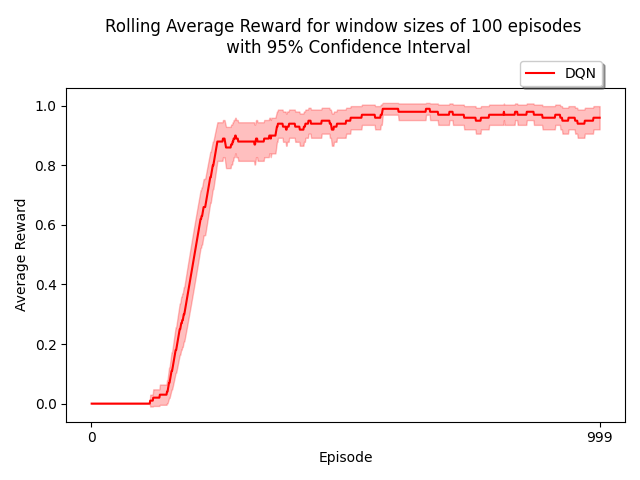 Rolling Average Reward for window sizes of 100 episodes
with 95% Confidence Interval
DQN
1.0
0.8
0.6
0.4
0.2
0.0
Average Reward
0
999
Episode